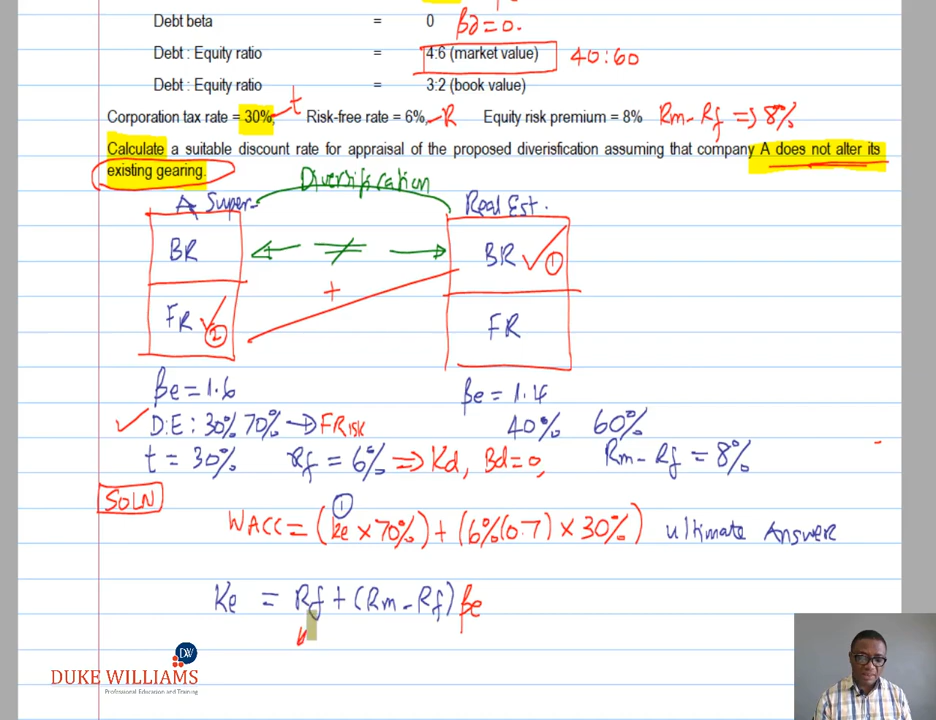 Debt beta = 0 βd=0.
Debt : Equity ratio = 4:6 (market value) 40:60
Debt : Equity ratio = 3:2 (book value)
Corporation tax rate = 30%, t Risk-free rate = 6%, -R Equity risk premium = 8% Rm-Rf => 8%
Calculate a suitable discount rate for appraisal of the proposed diverisfication assuming that company A does not alter its
existing gearing.
Diversification
A Super- Real Est.
BR ≠ BR ✓①
+
FR ✓② FR
βe=1.6 βe=1.4
✓ D:E: 30% 70% → FRISK 40% 60%
t=30% Rf=6% => Kd, Bd=0, Rm-Rf=8%
SOLN
①
WACC = (ke × 70%) + (6%(0.7) × 30%) ultimate Answer
Ke = Rf + (Rm-Rf) βe
DW
DUKE WILLIAMS
Professional Education and Training